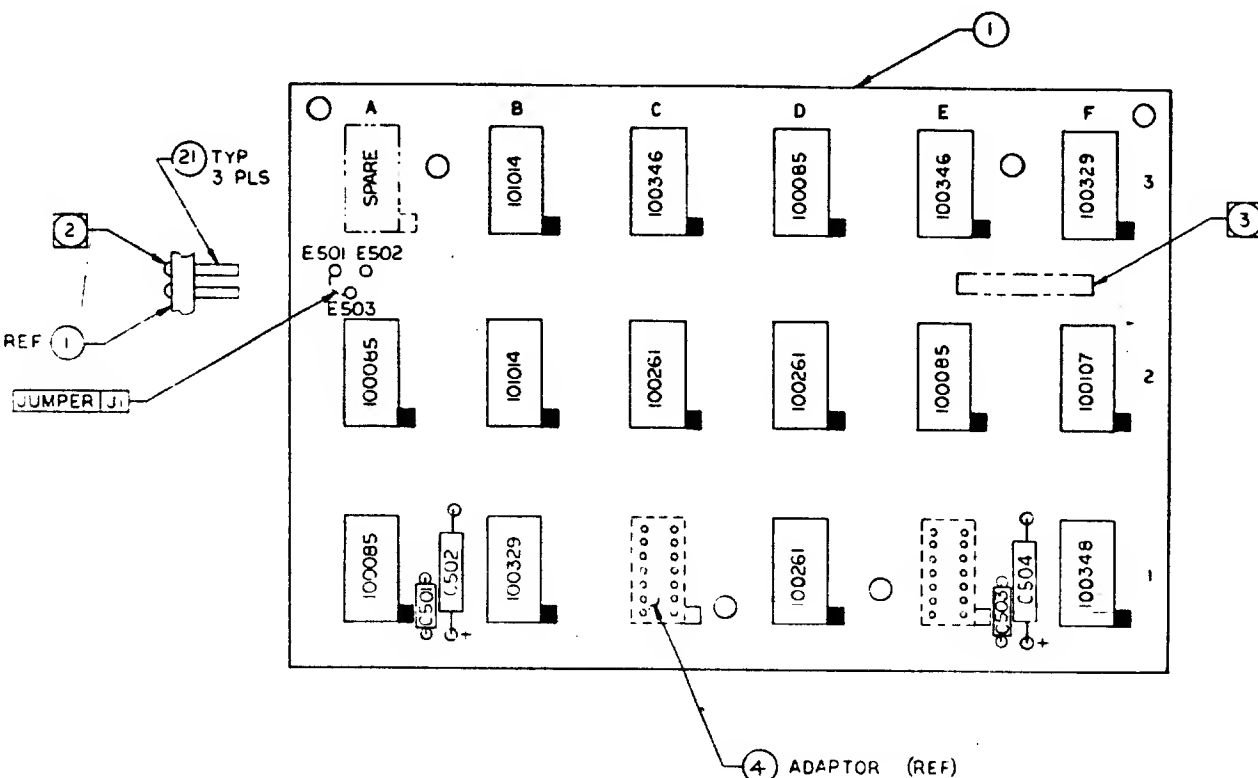 1
A B C D E F
21 TYP
3 PLS
SPARE
101014
100346
100085
100346
100329
3
2
3
E501 E502
E503
REF 1
JUMPER J1
100085
101014
100261
100261
100085
100107
2
100085
C501
C502
+
100329
100261
C503
C504
+
100348
1
4 ADAPTOR (REF)